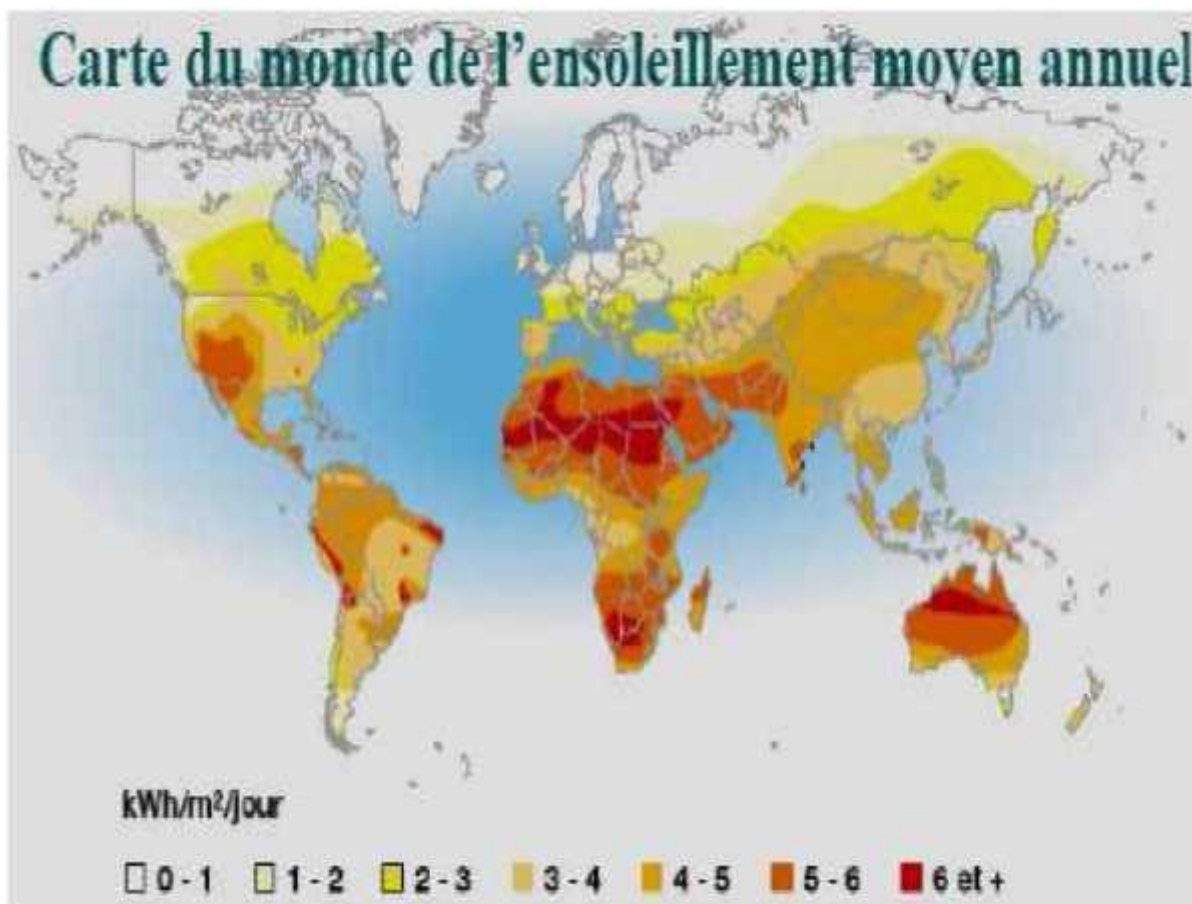 Carte du monde de l'ensoleillement moyen annuel
kWh/m²/jour
0 - 1 1 - 2 2 - 3 3 - 4 4 - 5 5 - 6 6 et +